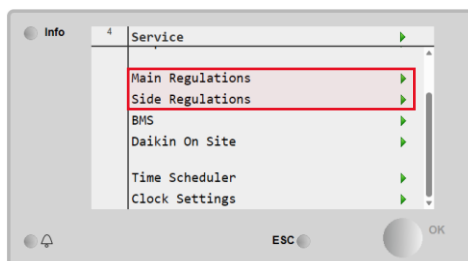 Info
4
Service
Main Regulations
Side Regulations
BMS
Daikin On Site
Time Scheduler
Clock Settings
ESC
OK